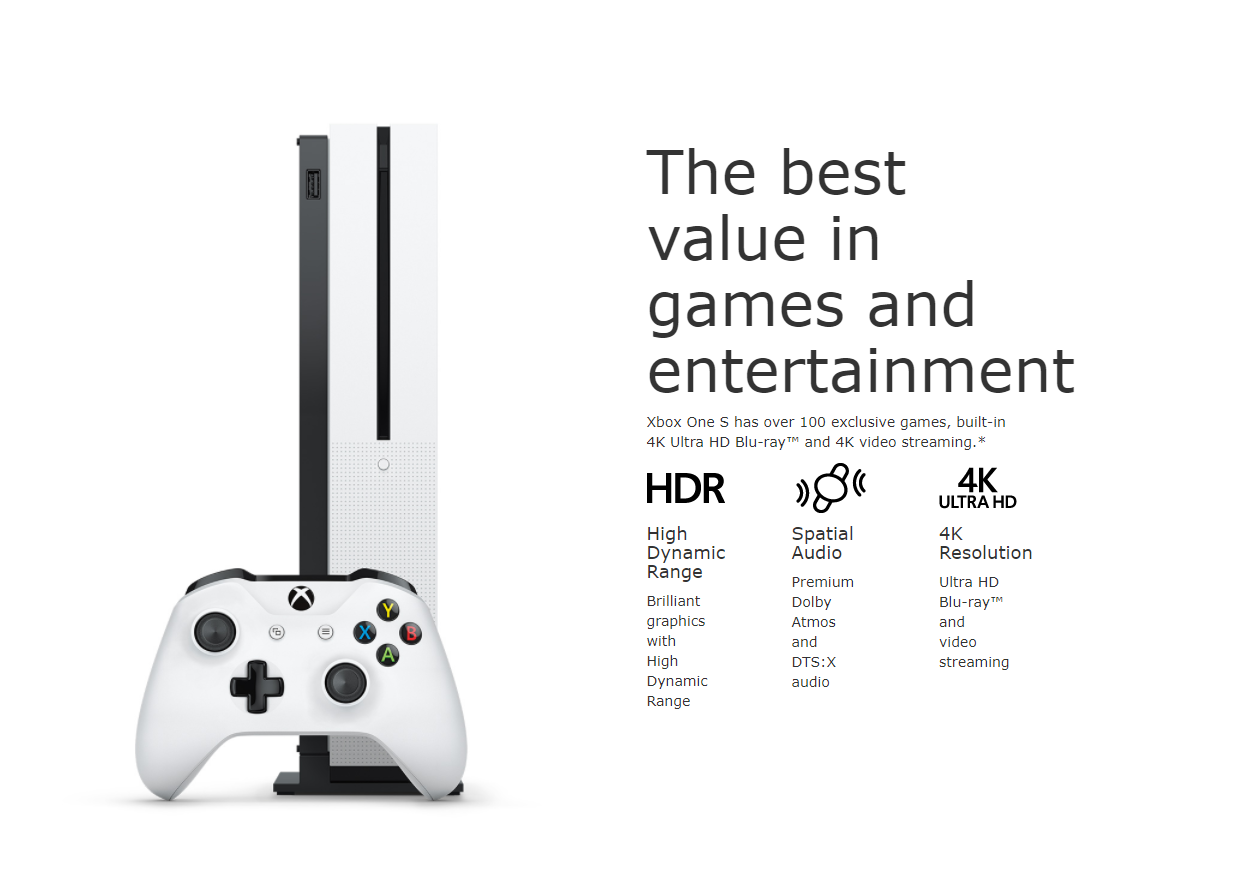 The best
value in
games and
entertainment
Xbox One S has over 100 exclusive games, built-in
4K Ultra HD Blu-ray™ and 4K video streaming.*
HDR
High
Dynamic
Range
Brilliant
graphics
with
High
Dynamic
Range
Spatial
Audio
Premium
Dolby
Atmos
and
DTS:X
audio
4K
ULTRA HD
4K
Resolution
Ultra HD
Blu-ray™
and
video
streaming
Y
X
B
A